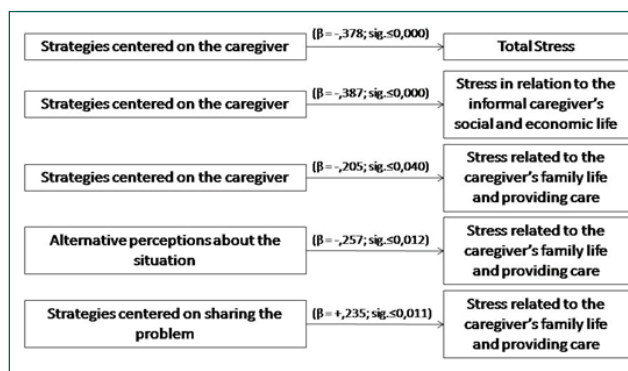 Strategies centered on the caregiver
(β = -,378; sig.≤0,000)
Total Stress
Strategies centered on the caregiver
(β = -,387; sig.≤0,000)
Stress in relation to the
informal caregiver's
social and economic life
Strategies centered on the caregiver
(β = -,205; sig.≤0,040)
Stress related to the
caregiver's family life
and providing care
Alternative perceptions about the
situation
(β = -,257; sig.≤0,012)
Stress related to the
caregiver's family life
and providing care
Strategies centered on sharing the
problem
(β = +,235; sig.≤0,011)
Stress related to the
caregiver's family life
and providing care